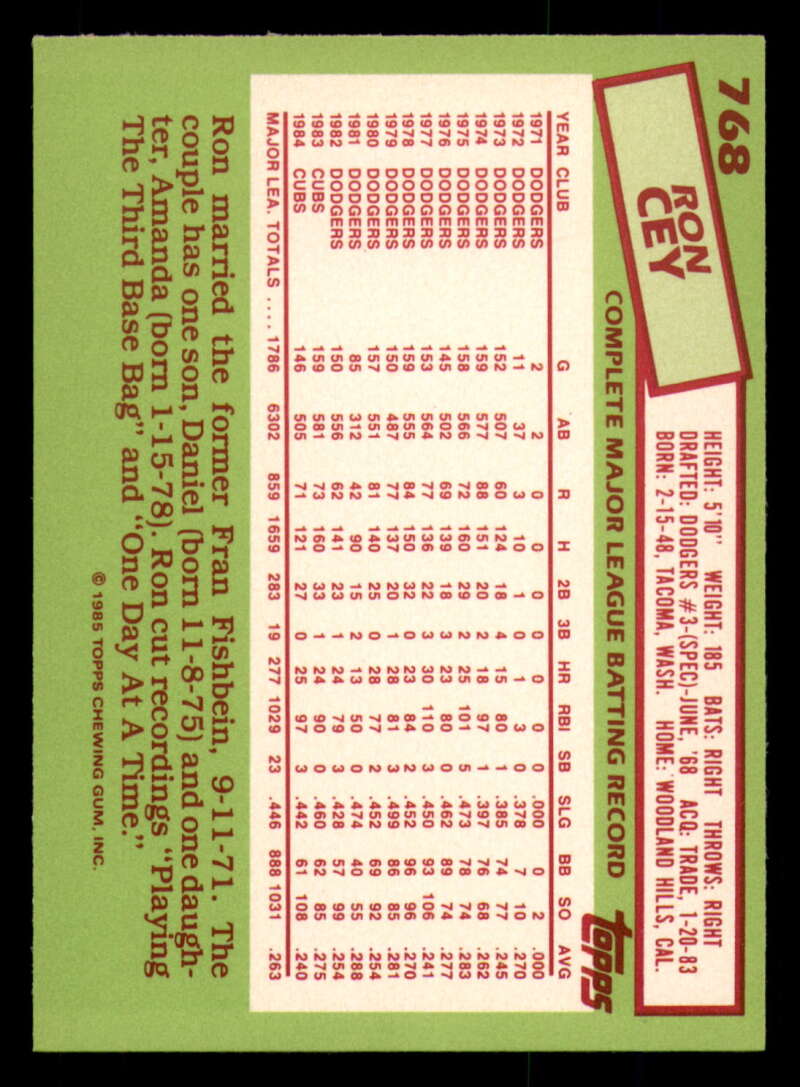 768
RON
CEY
HEIGHT: 5'10" WEIGHT: 185 BATS: RIGHT THROWS: RIGHT
DRAFTED: DODGERS #3-(SPEC)-JUNE, '68 ACQ: TRADE, 1-20-83
BORN: 2-15-48, TACOMA, WASH. HOME: WOODLAND HILLS, CAL.
COMPLETE MAJOR LEAGUE BATTING RECORD
topps
YEAR CLUB G AB R H 2B 3B HR RBI SB SLG BB SO AVG
1971 DODGERS 2 2 0 0 0 0 0 0 0 .000 0 2 .000
1972 DODGERS 11 37 3 10 1 0 1 3 0 .378 7 10 .270
1973 DODGERS 152 507 60 124 18 4 15 80 1 .385 74 77 .245
1974 DODGERS 159 577 88 151 20 2 18 97 1 .397 76 68 .262
1975 DODGERS 158 566 72 160 29 2 25 101 5 .473 78 74 .283
1976 DODGERS 145 502 69 139 18 3 23 80 0 .462 89 74 .277
1977 DODGERS 153 564 77 136 22 3 30 110 3 .450 93 106 .241
1978 DODGERS 159 555 84 150 32 0 23 84 2 .452 96 96 .270
1979 DODGERS 150 487 77 137 20 1 28 81 3 .499 86 85 .281
1980 DODGERS 157 551 81 140 25 0 28 77 2 .452 69 92 .254
1981 DODGERS 85 312 42 90 15 2 13 50 0 .474 40 55 .288
1982 DODGERS 150 556 62 141 23 1 24 79 3 .428 57 99 .254
1983 CUBS 159 581 73 160 33 1 24 90 0 .460 62 85 .275
1984 CUBS 146 505 71 121 27 0 25 97 3 .442 61 108 .240
MAJOR LEA. TOTALS .... 1786 6302 859 1659 283 19 277 1029 23 .446 888 1031 .263
Ron married the former Fran Fishbein, 9-11-71. The
couple has one son, Daniel (born 11-8-75) and one daugh-
ter, Amanda (born 1-15-78). Ron cut recordings "Playing
The Third Base Bag" and "One Day At A Time."
© 1985 TOPPS CHEWING GUM, INC.